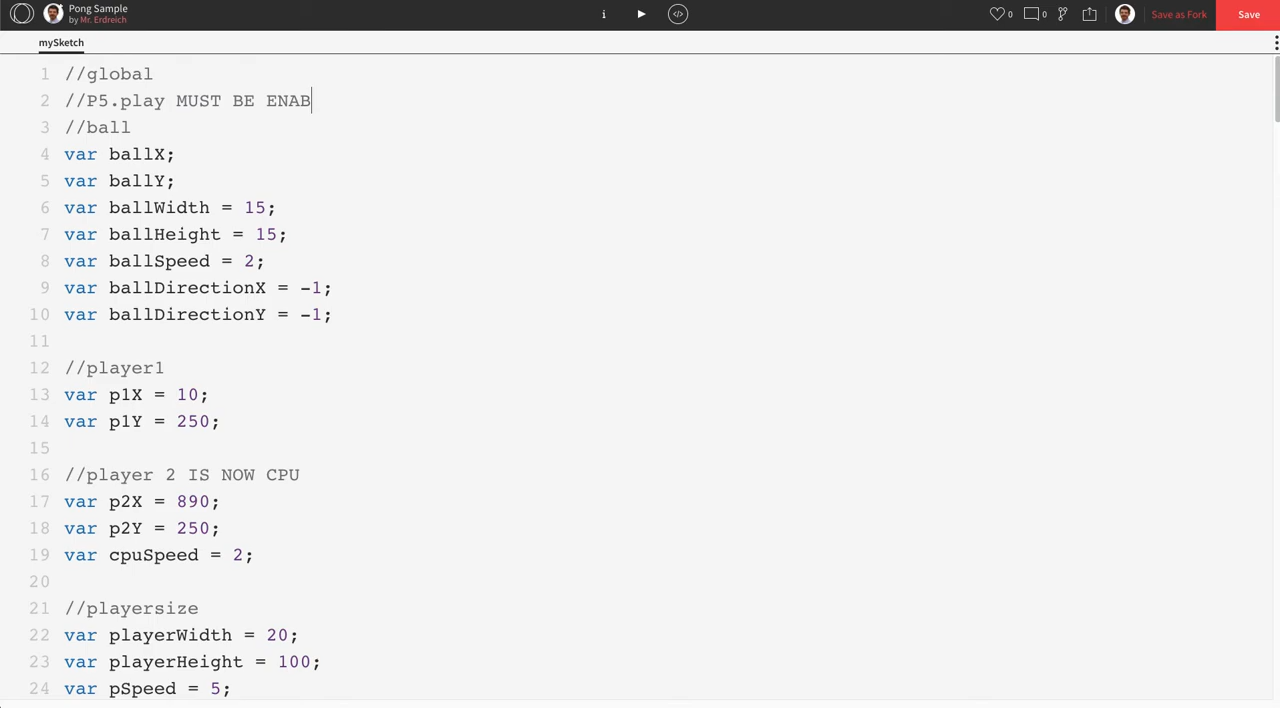 Pong Sample
by Mr. Erdreich
i
</>
0
0
Save as Fork
Save
mySketch
1 //global
2 //P5.play MUST BE ENAB
3 //ball
4 var ballX;
5 var ballY;
6 var ballWidth = 15;
7 var ballHeight = 15;
8 var ballSpeed = 2;
9 var ballDirectionX = -1;
10 var ballDirectionY = -1;
11
12 //player1
13 var p1X = 10;
14 var p1Y = 250;
15
16 //player 2 IS NOW CPU
17 var p2X = 890;
18 var p2Y = 250;
19 var cpuSpeed = 2;
20
21 //playersize
22 var playerWidth = 20;
23 var playerHeight = 100;
24 var pSpeed = 5;